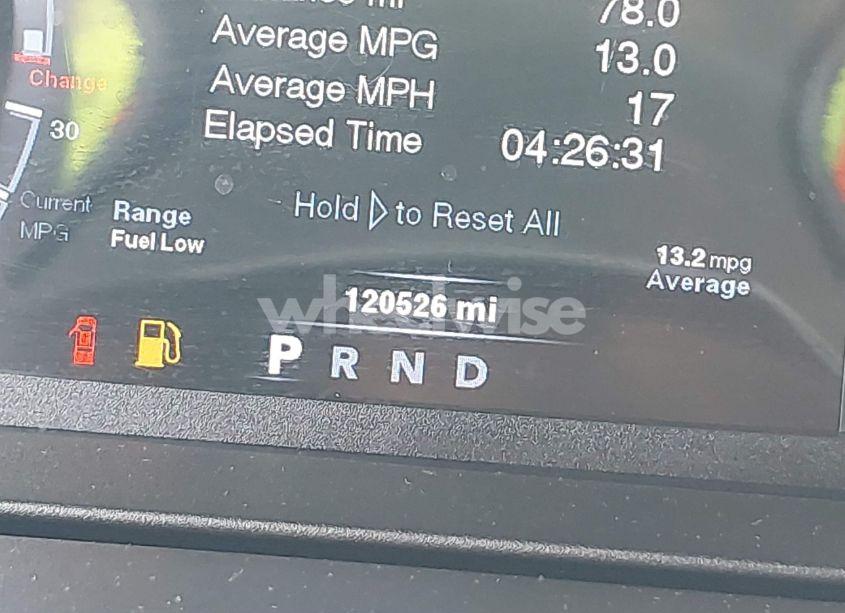 78.0
Average MPG 13.0
Average MPH 17
Elapsed Time 04:26:31
Change
30
Current
MPG
Range
Fuel Low
Hold to Reset All
13.2 mpg
Average
120526 mi
wheelwise
P R N D